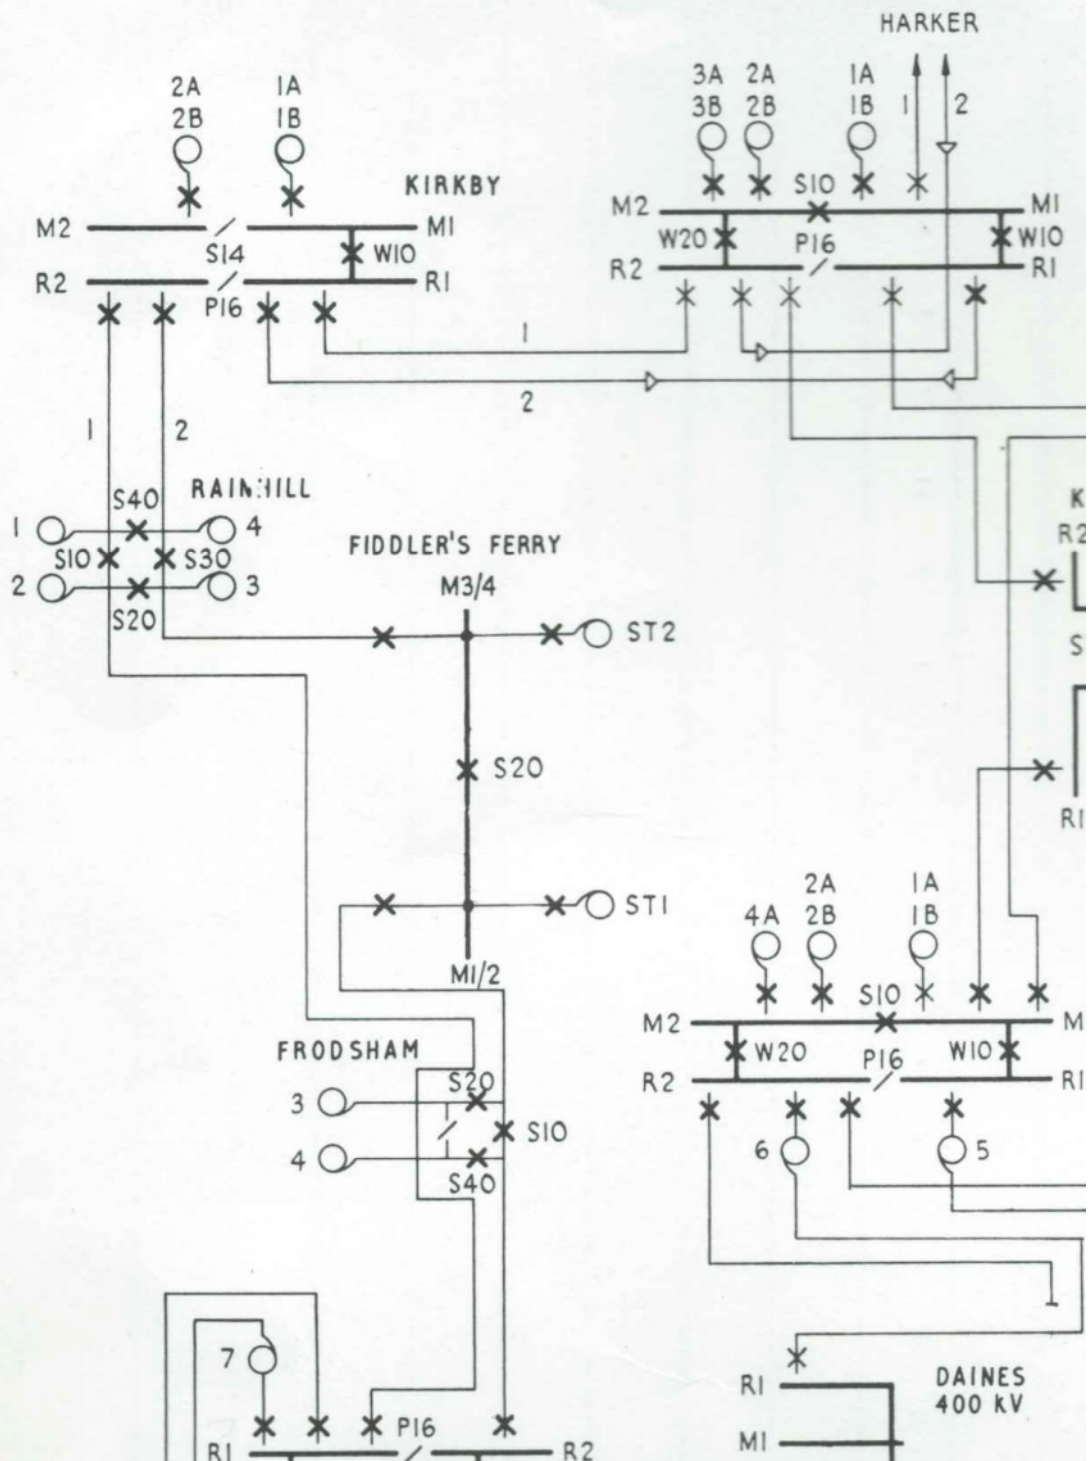 HARKER
2A
2B
1A
1B
3A
3B
2A
2B
1A
1B
1
2
KIRKBY
S10
M2
M1
M2
M1
S14
W10
W20
P16
W10
R2
R1
R2
R1
P16
1
2
1
2
RAINHILL
S40
1
4
S10
S30
2
3
S20
FIDDLER'S FERRY
M3/4
ST2
K
R2
S
S20
R1
ST1
M1/2
4A
2A
2B
1A
1B
S10
M2
M
W20
P16
W10
R2
R1
FRODSHAM
3
S20
S10
4
S40
6
5
7
P16
R1
R2
DAINES
400 KV
R1
M1